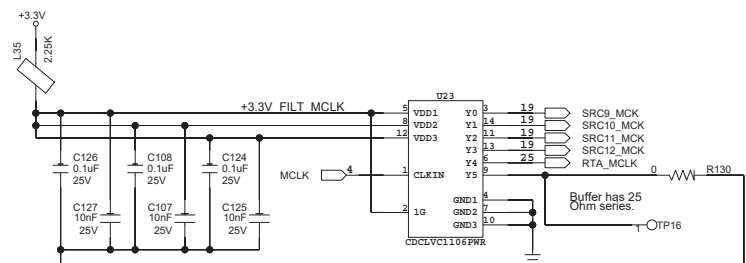 +3.3V
L35
2.25K
U23
+3.3V_FILT_MCLK
5 VDD1 Y0 3 19 SRC9_MCK
8 VDD2 Y1 14 19 SRC10_MCK
12 VDD3 Y2 11 19 SRC11_MCK
Y3 13 19 SRC12_MCK
Y4 6 25 RTA_MCLK
MCLK 4 1 CLKIN Y5 9 0 R130
C126
0.1uF
25V
C108
0.1uF
25V
C124
0.1uF
25V
Buffer has 25
Ohm series.
C127
10nF
25V
C107
10nF
25V
C125
10nF
25V
2 1G
GND1 4
GND2 7
GND3 10
1 TP16
CDCLVC1106PWR